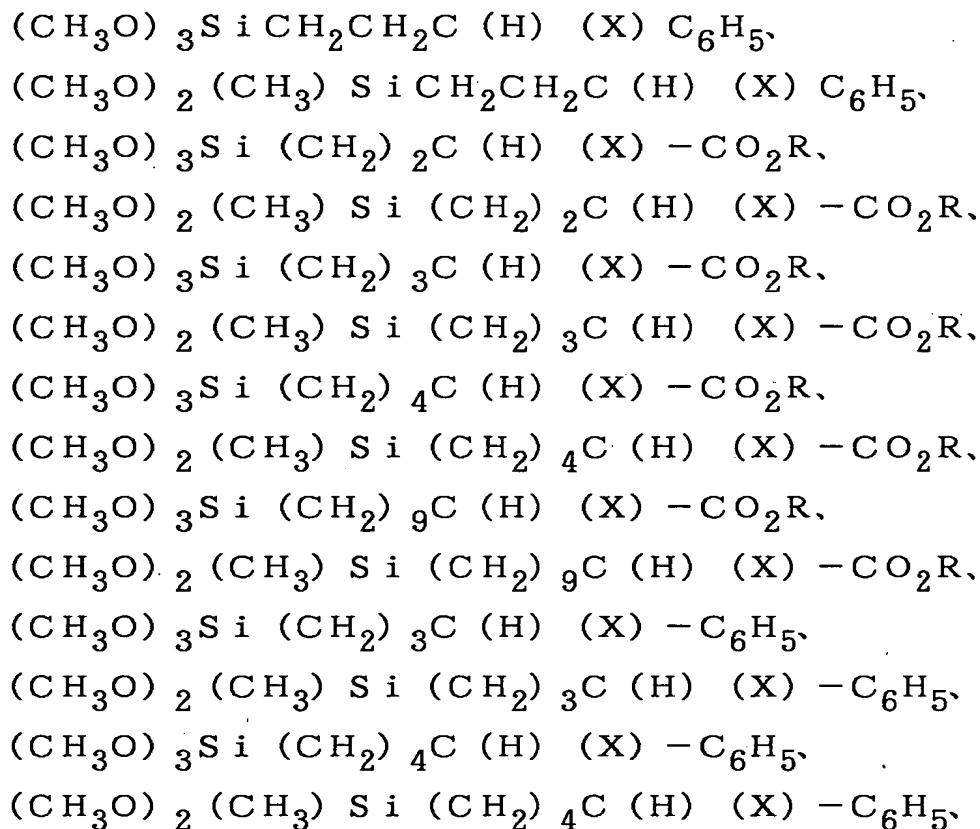 (CH₃O)₃SiCH₂CH₂C(H)(X)C₆H₅、
(CH₃O)₂(CH₃)SiCH₂CH₂C(H)(X)C₆H₅、
(CH₃O)₃Si(CH₂)₂C(H)(X)−CO₂R、
(CH₃O)₂(CH₃)Si(CH₂)₂C(H)(X)−CO₂R、
(CH₃O)₃Si(CH₂)₃C(H)(X)−CO₂R、
(CH₃O)₂(CH₃)Si(CH₂)₃C(H)(X)−CO₂R、
(CH₃O)₃Si(CH₂)₄C(H)(X)−CO₂R、
(CH₃O)₂(CH₃)Si(CH₂)₄C(H)(X)−CO₂R、
(CH₃O)₃Si(CH₂)₉C(H)(X)−CO₂R、
(CH₃O)₂(CH₃)Si(CH₂)₉C(H)(X)−CO₂R、
(CH₃O)₃Si(CH₂)₃C(H)(X)−C₆H₅、
(CH₃O)₂(CH₃)Si(CH₂)₃C(H)(X)−C₆H₅、
(CH₃O)₃Si(CH₂)₄C(H)(X)−C₆H₅、
(CH₃O)₂(CH₃)Si(CH₂)₄C(H)(X)−C₆H₅、